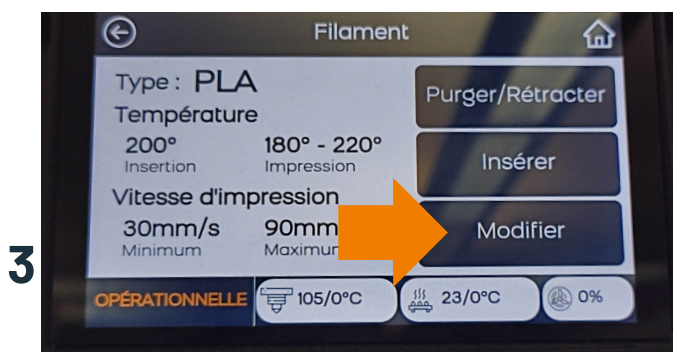 Filament
Type : PLA
Température
200° 180° - 220°
Insertion Impression
Vitesse d'impression
30mm/s 90mm
Minimum Maximum
Purger/Rétracter
Insérer
Modifier
3
OPÉRATIONNELLE 105/0°C 23/0°C 0%